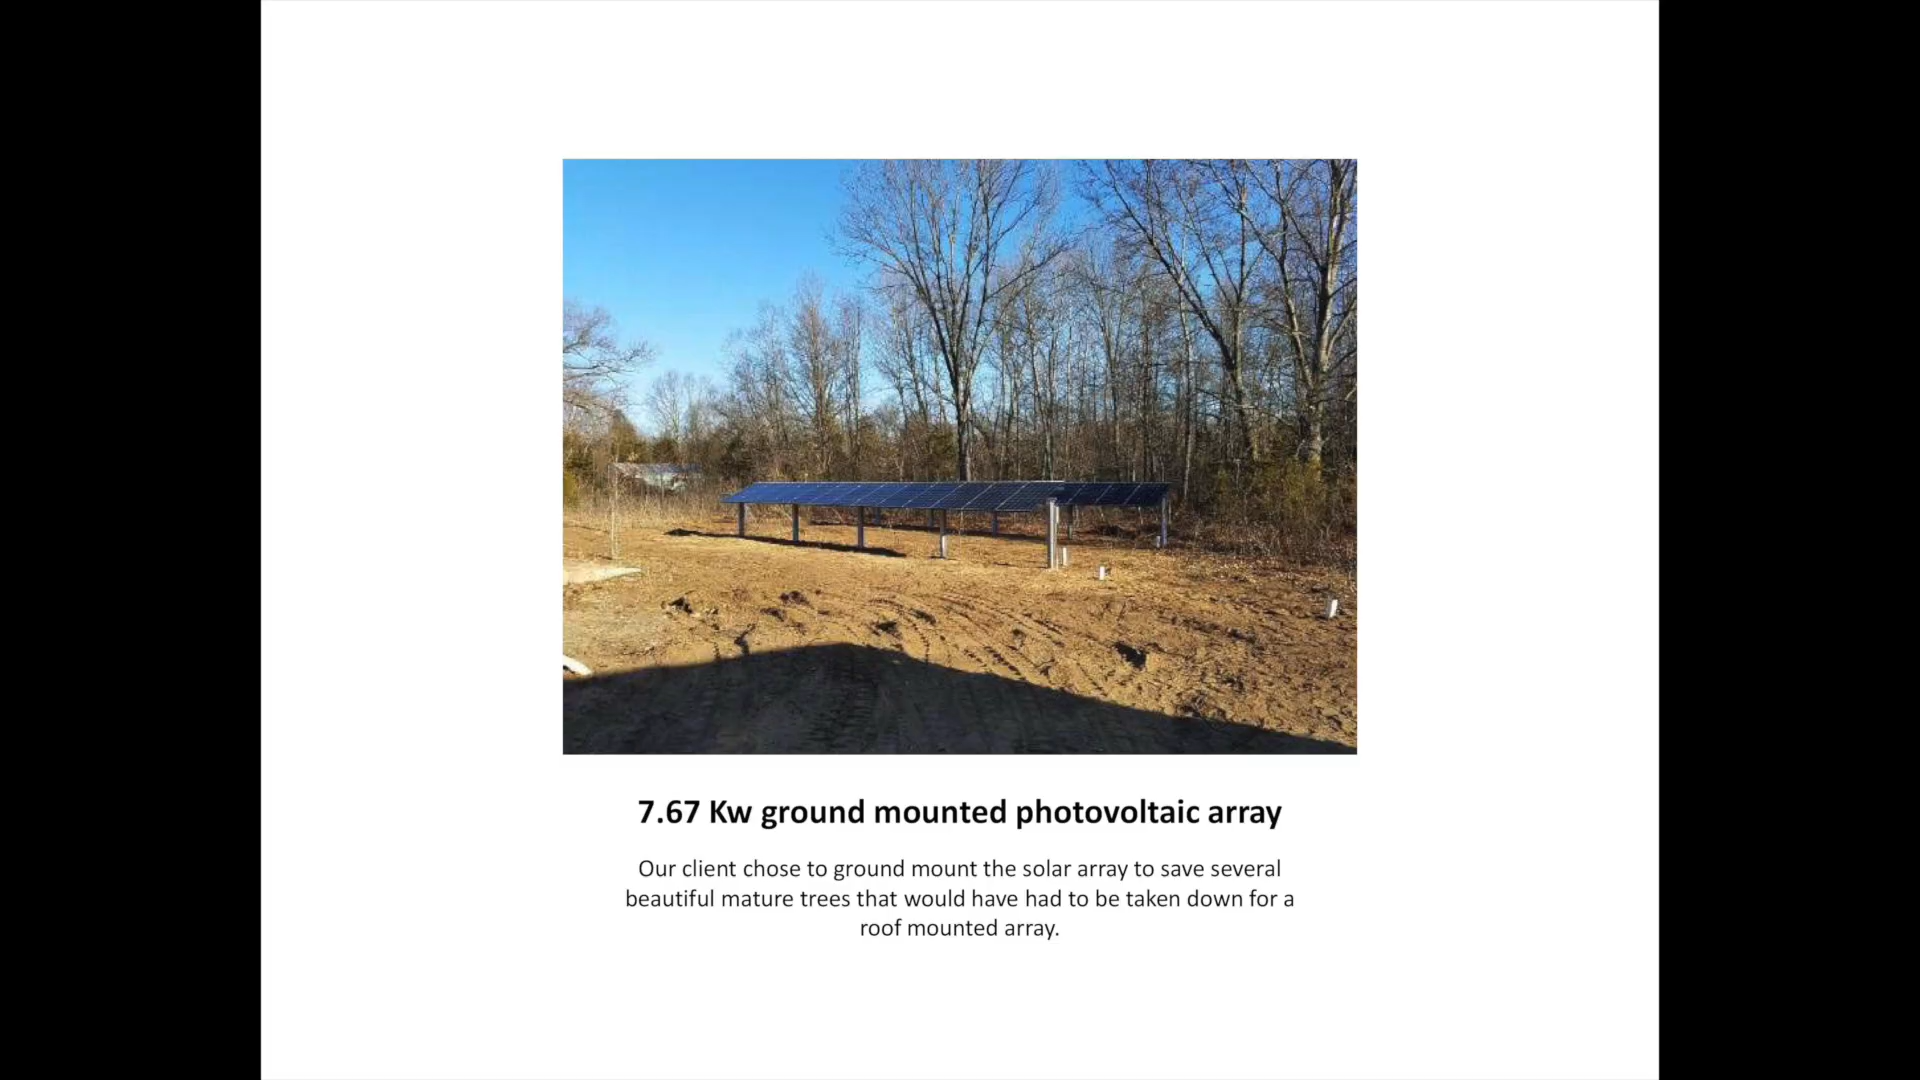 7.67 Kw ground mounted photovoltaic array
Our client chose to ground mount the solar array to save several
beautiful mature trees that would have had to be taken down for a
roof mounted array.